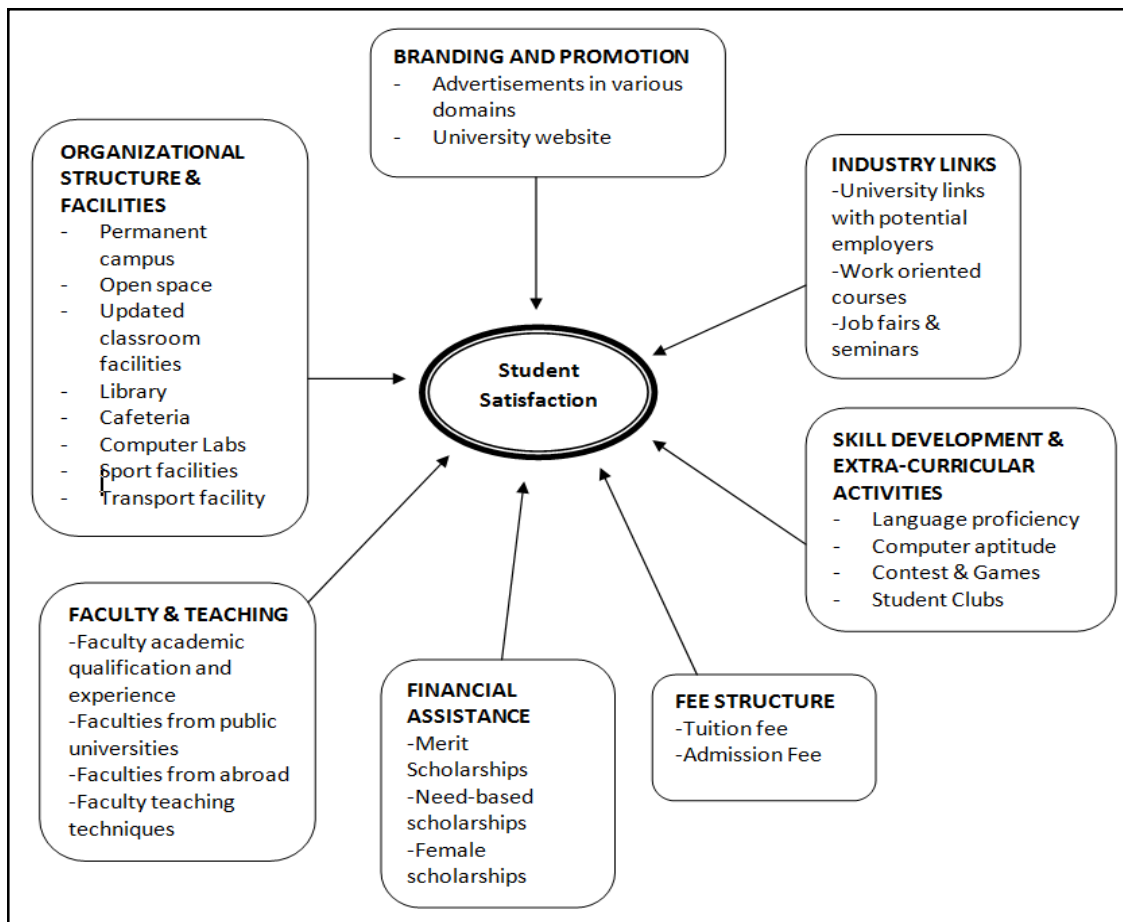 BRANDING AND PROMOTION
- Advertisements in various
domains
- University website
ORGANIZATIONAL
STRUCTURE &
FACILITIES
- Permanent
campus
- Open space
- Updated
classroom
facilities
- Library
- Cafeteria
- Computer Labs
- Sport facilities
- Transport facility
INDUSTRY LINKS
-University links
with potential
employers
-Work oriented
courses
-Job fairs &
seminars
Student
Satisfaction
SKILL DEVELOPMENT &
EXTRA-CURRICULAR
ACTIVITIES
- Language proficiency
- Computer aptitude
- Contest & Games
- Student Clubs
FACULTY & TEACHING
-Faculty academic
qualification and
experience
-Faculties from public
universities
-Faculties from abroad
-Faculty teaching
techniques
FINANCIAL
ASSISTANCE
-Merit
Scholarships
-Need-based
scholarships
-Female
scholarships
FEE STRUCTURE
-Tuition fee
-Admission Fee